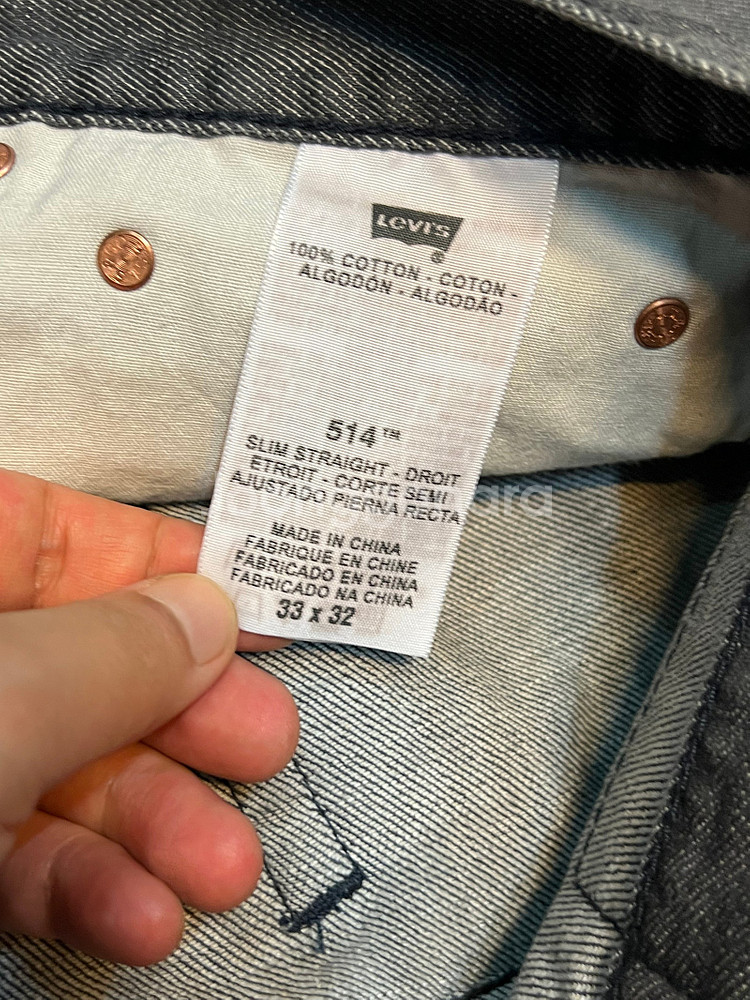 LEVI'S
®
100% COTTON - COTON -
ALGODÓN - ALGODÃO
514™
SLIM STRAIGHT - DROIT
ETROIT - CORTE SEMI
AJUSTADO PIERNA RECTA
MADE IN CHINA
FABRIQUE EN CHINE
FABRICADO EN CHINA
FABRICADO NA CHINA
33 x 32